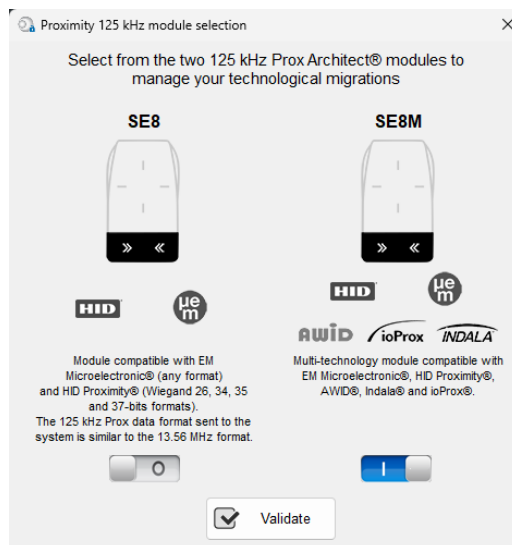 Proximity 125 kHz module selection
Select from the two 125 kHz Prox Architect® modules to
manage your technological migrations
SE8
HID
µem
Module compatible with EM
Microelectronic® (any format)
and HID Proximity® (Wiegand 26, 34, 35
and 37-bits formats).
The 125 kHz Prox data format sent to the
system is similar to the 13.56 MHz format.
O
SE8M
HID
µem
AWiD ioProx INDALA
Multi-technology module compatible with
EM Microelectronic®, HID Proximity®,
AWID®, Indala® and ioProx®.
I
Validate